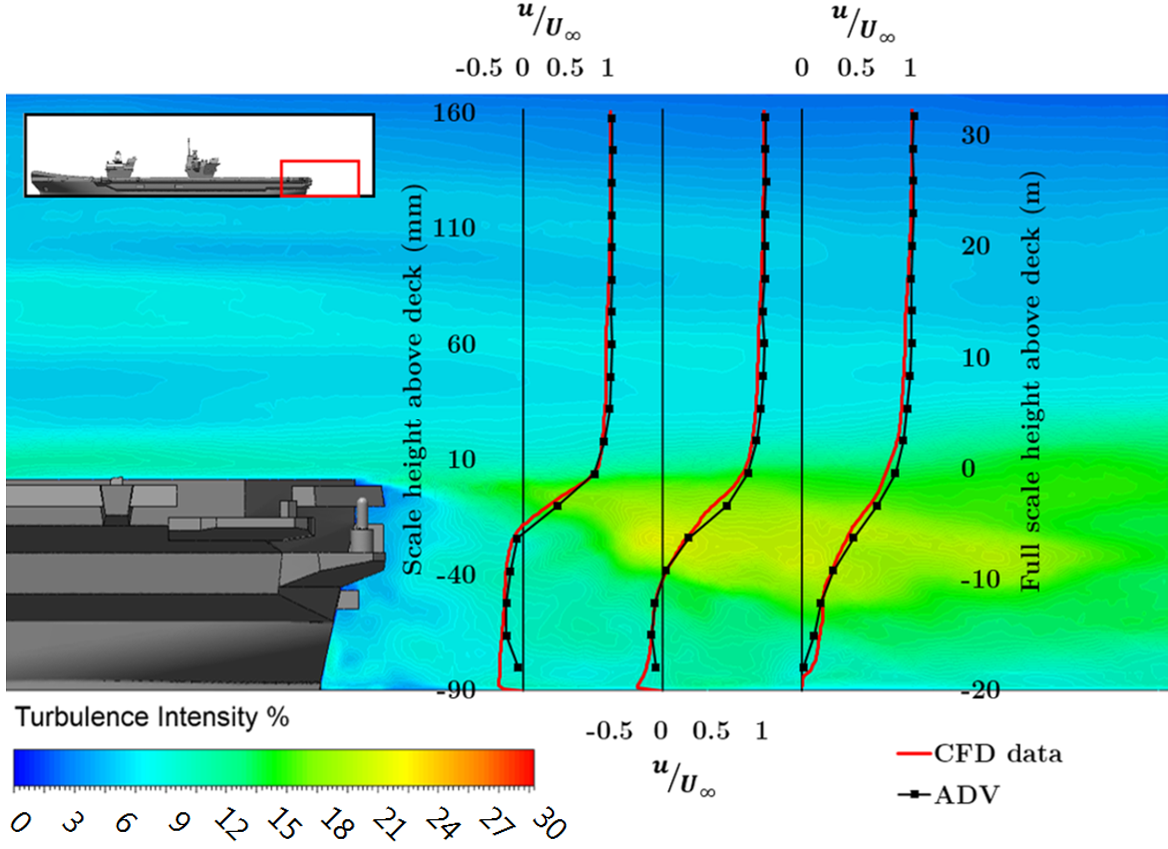 u/U∞ u/U∞
-0.5 0 0.5 1 0 0.5 1
160
30
110
20
60
10
10
0
-40
-10
-90
-20
Scale height above deck (mm)
Full scale height above deck (m)
Turbulence Intensity %
0 3 6 9 12 15 18 21 24 27 30
-0.5 0 0.5 1
u/U∞
CFD data
ADV